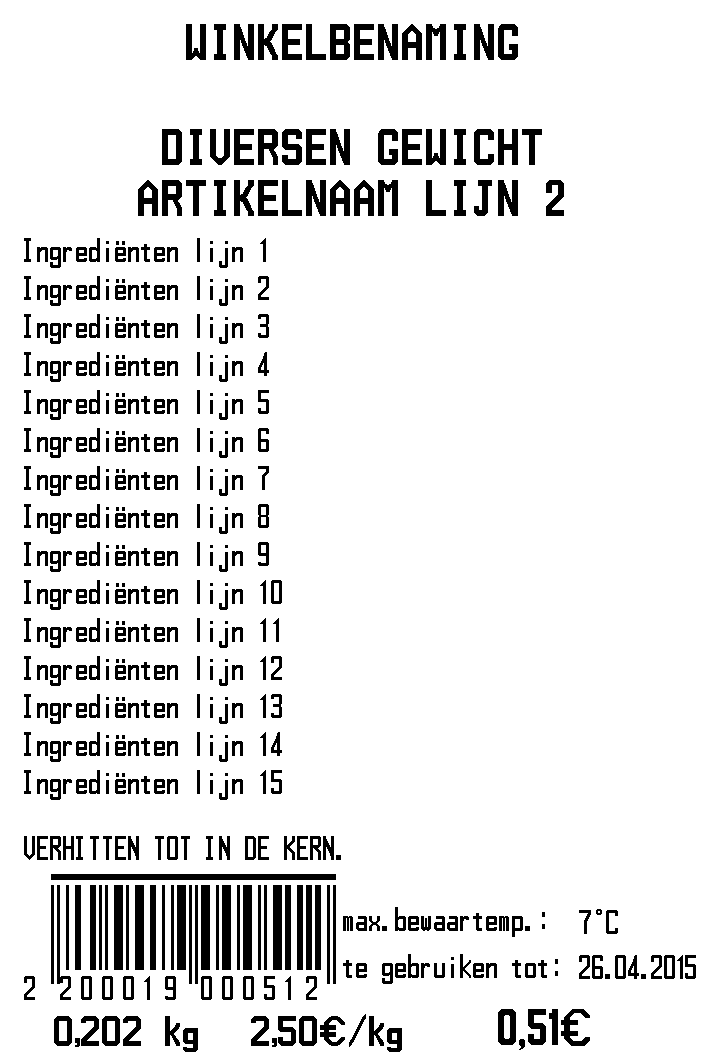 WINKELBENAMING
DIVERSEN GEWICHT
ARTIKELNAAM LIJN 2
Ingrediënten lijn 1
Ingrediënten lijn 2
Ingrediënten lijn 3
Ingrediënten lijn 4
Ingrediënten lijn 5
Ingrediënten lijn 6
Ingrediënten lijn 7
Ingrediënten lijn 8
Ingrediënten lijn 9
Ingrediënten lijn 10
Ingrediënten lijn 11
Ingrediënten lijn 12
Ingrediënten lijn 13
Ingrediënten lijn 14
Ingrediënten lijn 15
VERHITTEN TOT IN DE KERN.
max.bewaartemp.: 7°C
te gebruiken tot: 26.04.2015
2 200019 000512
0,202 kg 2,50€/kg 0,51€